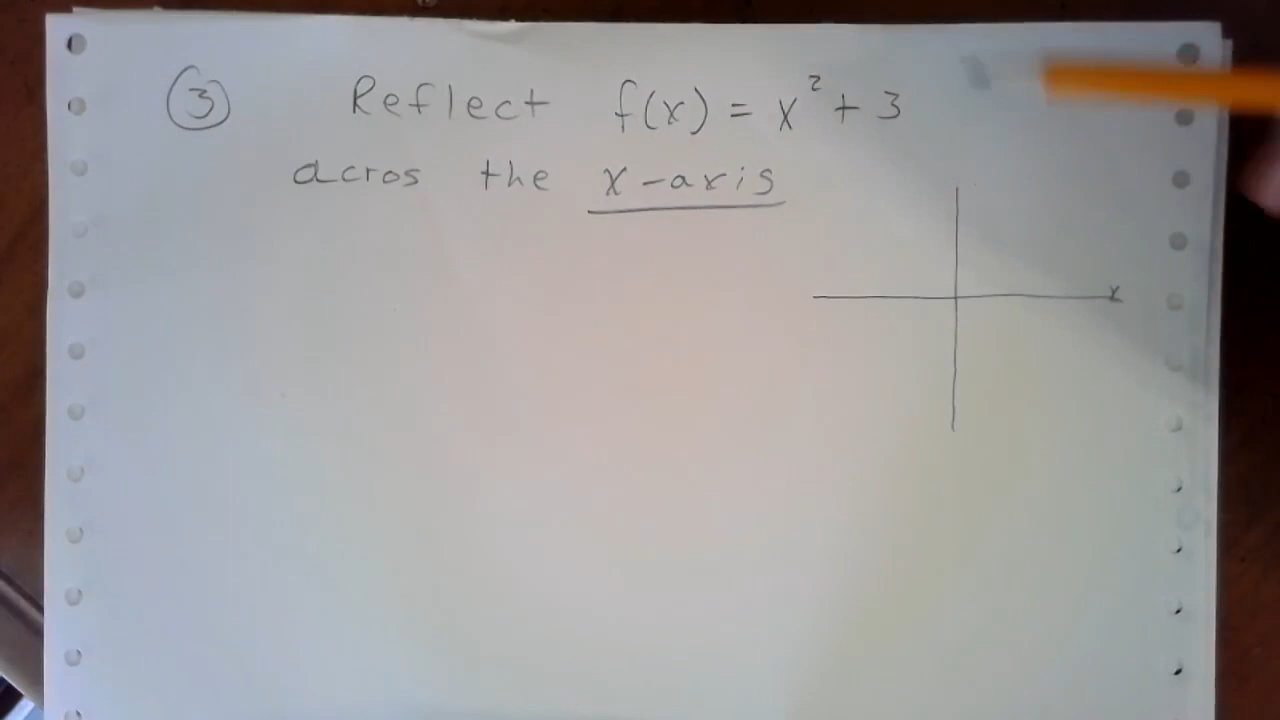 ③ Reflect f(x) = x² + 3
acros the x-axis
x